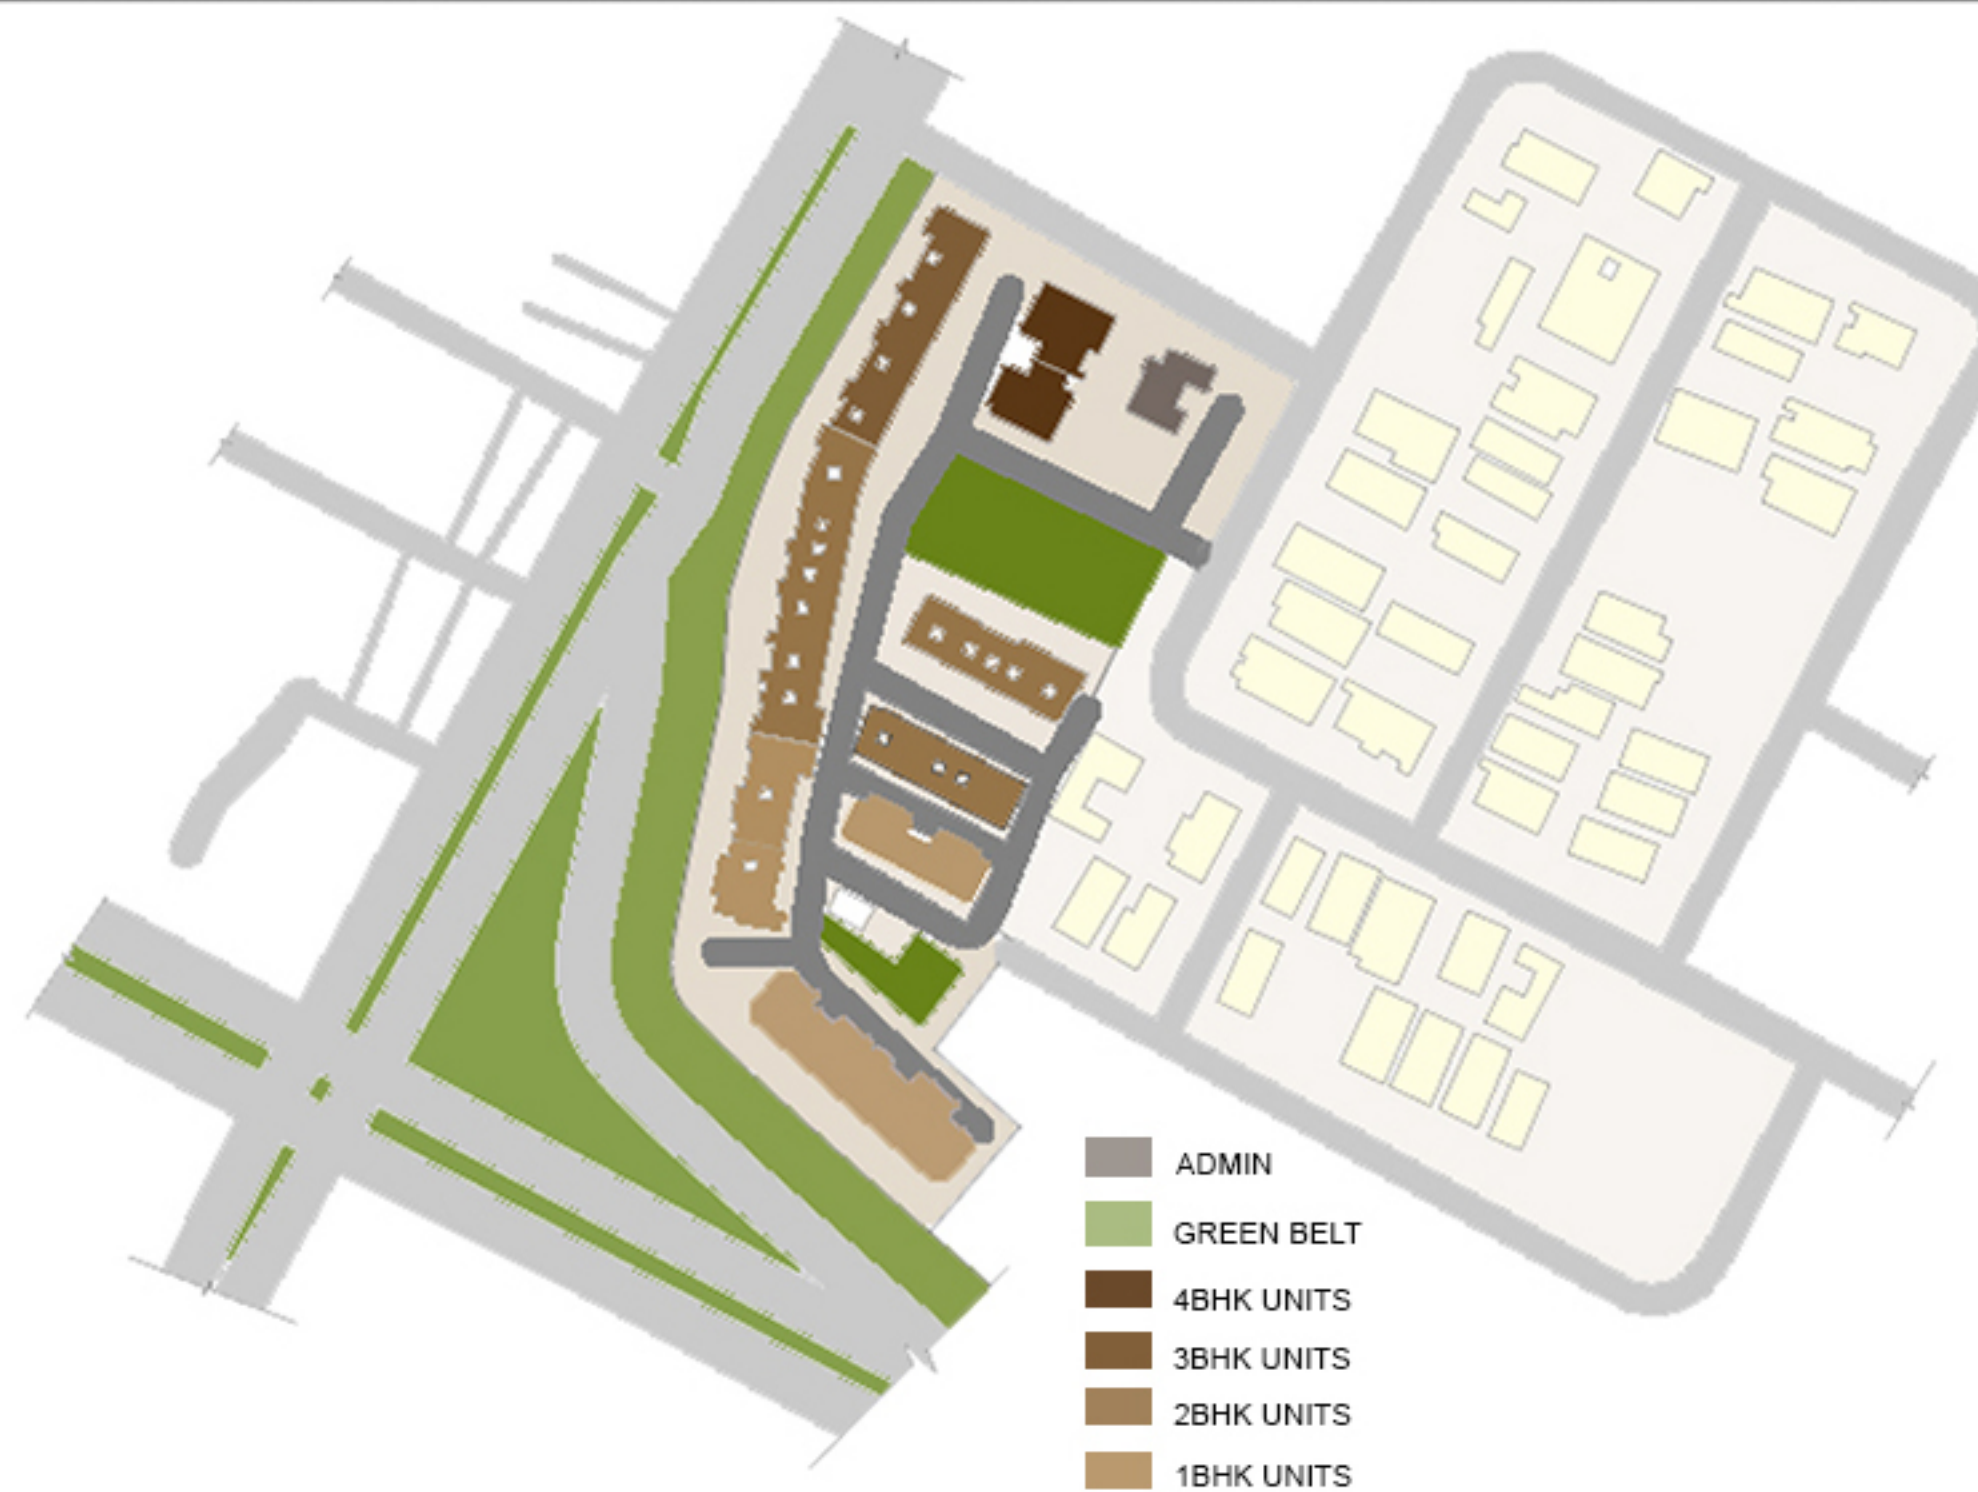 ADMIN
GREEN BELT
4BHK UNITS
3BHK UNITS
2BHK UNITS
1BHK UNITS